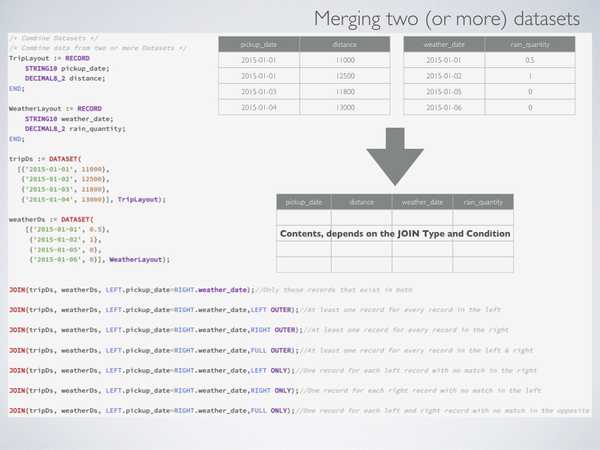 Merging two (or more) datasets
/* Combine Datasets */
/* Combine data from two or more Datasets */
TripLayout := RECORD
STRING10 pickup_date;
DECIMAL8_2 distance;
END;
WeatherLayout := RECORD
STRING10 weather_date;
DECIMAL8_2 rain_quantity;
END;
tripDs := DATASET(
[{'2015-01-01', 11000},
{'2015-01-02', 12500},
{'2015-01-03', 11800},
{'2015-01-04', 13000}], TripLayout);
weatherDs := DATASET(
[{'2015-01-01', 0.5},
{'2015-01-02', 1},
{'2015-01-05', 0},
{'2015-01-06', 0}], WeatherLayout);
pickup_date distance
2015-01-01 11000
2015-01-01 12500
2015-01-03 11800
2015-01-04 13000
weather_date rain_quantity
2015-01-01 0.5
2015-01-02 1
2015-01-05 0
2015-01-06 0
pickup_date distance weather_date rain_quantity
Contents, depends on the JOIN Type and Condition
JOIN(tripDs, weatherDs, LEFT.pickup_date=RIGHT.weather_date);//Only those records that exist in both
JOIN(tripDs, weatherDs, LEFT.pickup_date=RIGHT.weather_date,LEFT OUTER);//At least one record for every record in the left
JOIN(tripDs, weatherDs, LEFT.pickup_date=RIGHT.weather_date,RIGHT OUTER);//At least one record for every record in the right
JOIN(tripDs, weatherDs, LEFT.pickup_date=RIGHT.weather_date,FULL OUTER);//At least one record for every record in the left & right
JOIN(tripDs, weatherDs, LEFT.pickup_date=RIGHT.weather_date,LEFT ONLY);//One record for each left record with no match in the right
JOIN(tripDs, weatherDs, LEFT.pickup_date=RIGHT.weather_date,RIGHT ONLY);//One record for each right record with no match in the left
JOIN(tripDs, weatherDs, LEFT.pickup_date=RIGHT.weather_date,FULL ONLY);//One record for each left and right record with no match in the opposite